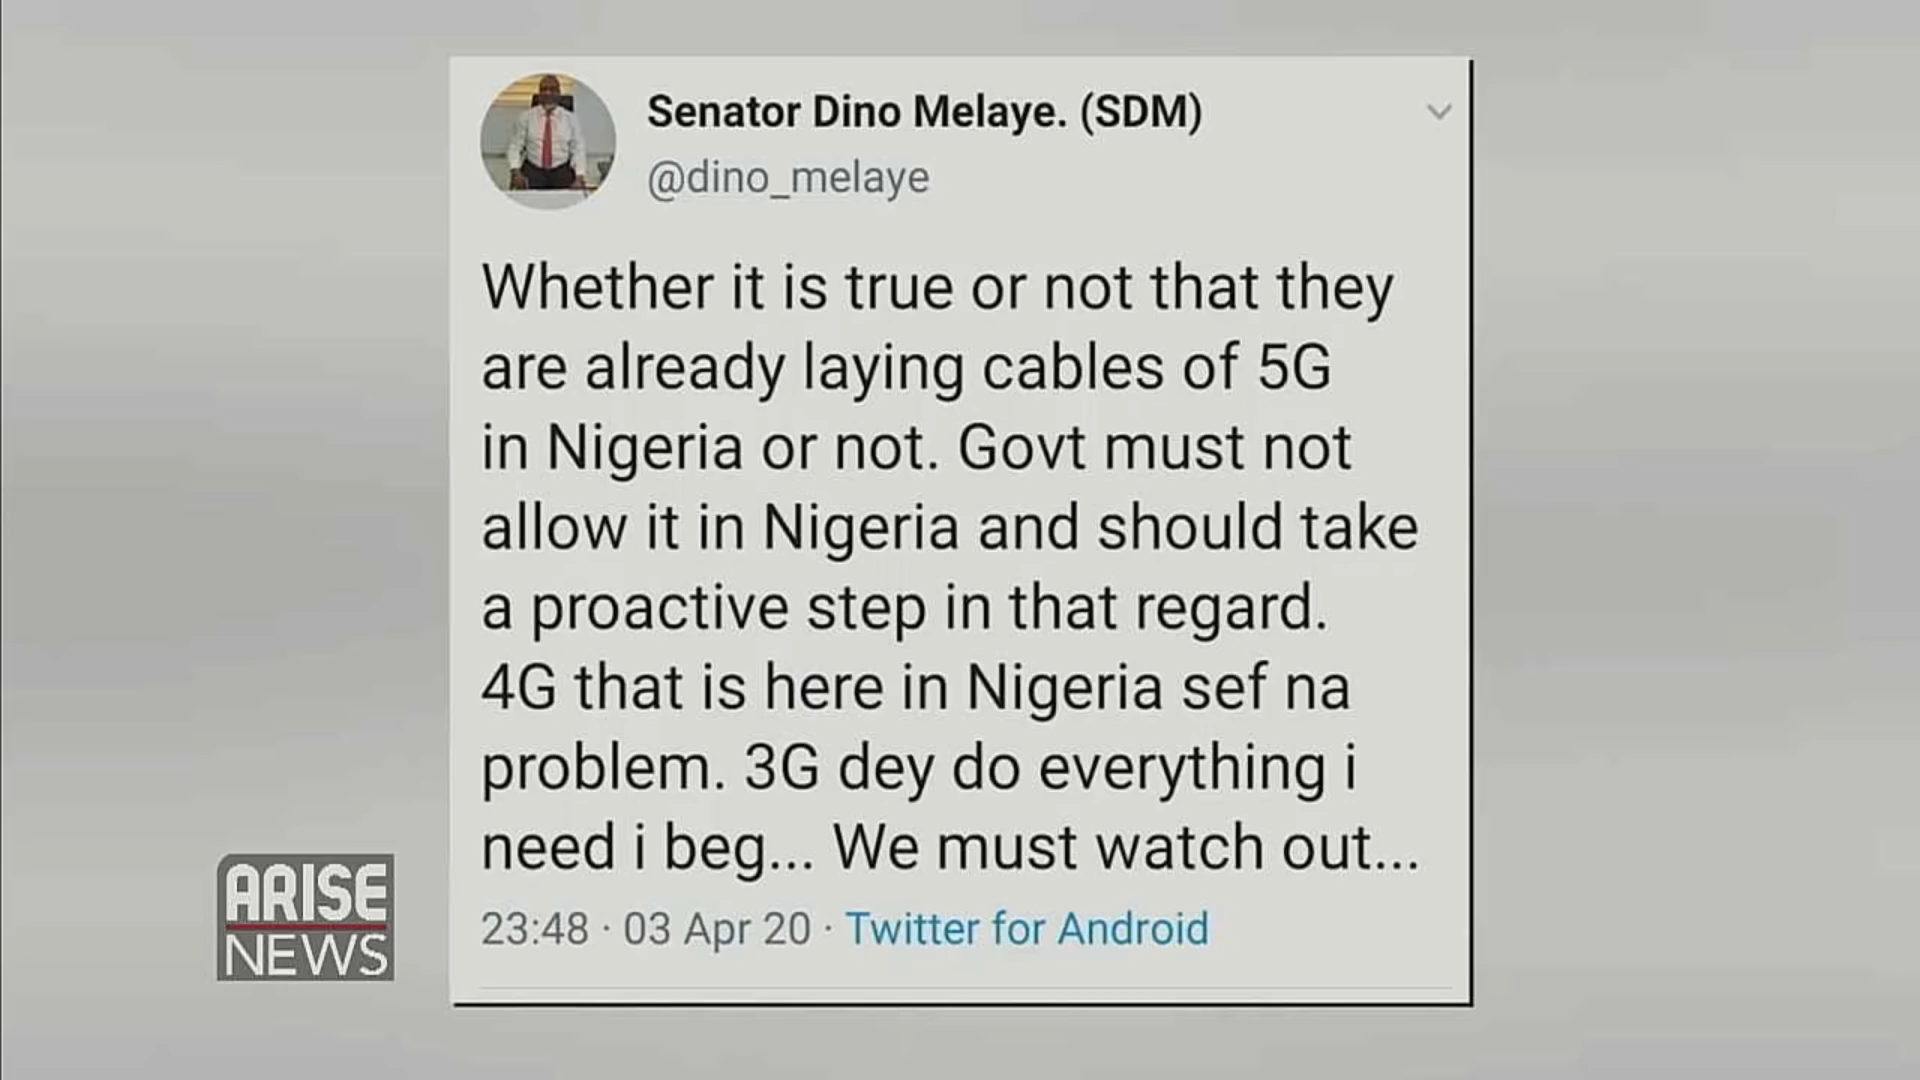 Senator Dino Melaye. (SDM)
@dino_melaye
Whether it is true or not that they
are already laying cables of 5G
in Nigeria or not. Govt must not
allow it in Nigeria and should take
a proactive step in that regard.
4G that is here in Nigeria sef na
problem. 3G dey do everything i
need i beg... We must watch out...
23:48 · 03 Apr 20 · Twitter for Android
ARISE
NEWS